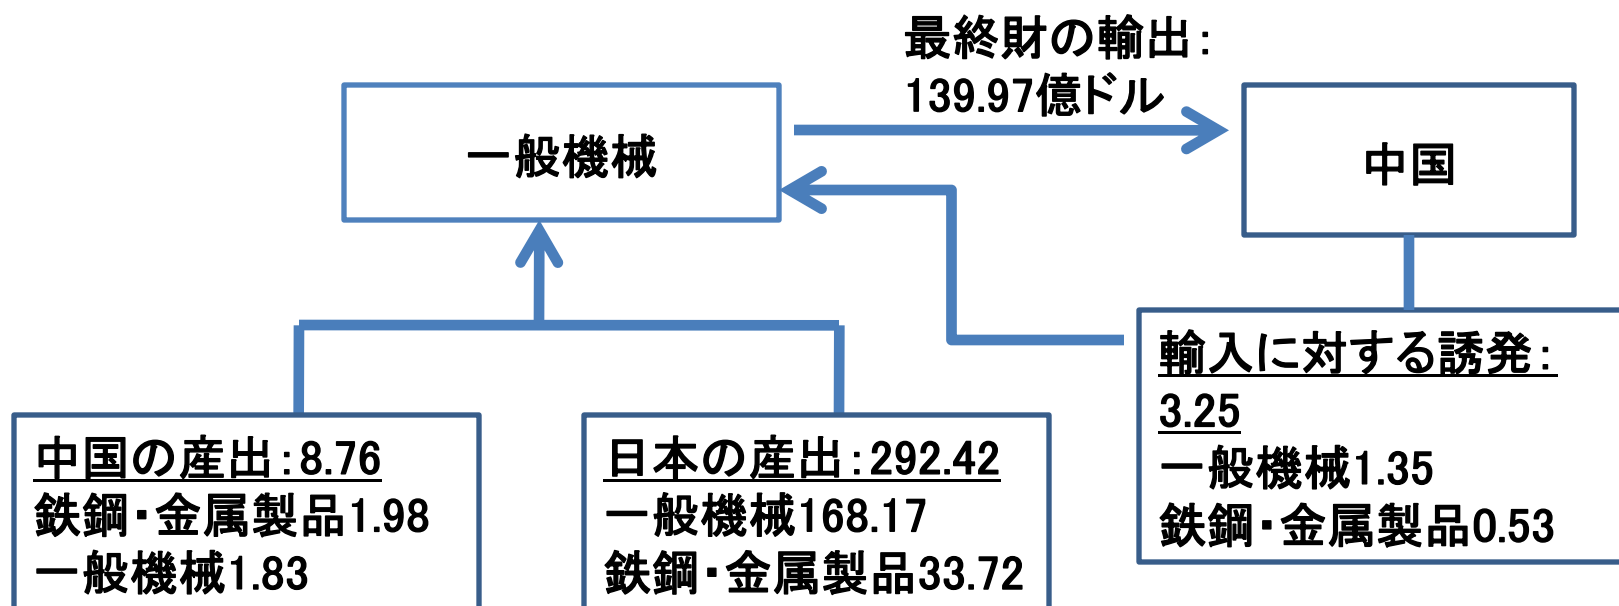 最終財の輸出：
139.97億ドル
一般機械
中国
輸入に対する誘発：
3.25
一般機械1.35
鉄鋼・金属製品0.53
中国の産出：8.76
鉄鋼・金属製品1.98
一般機械1.83
日本の産出：292.42
一般機械168.17
鉄鋼・金属製品33.72